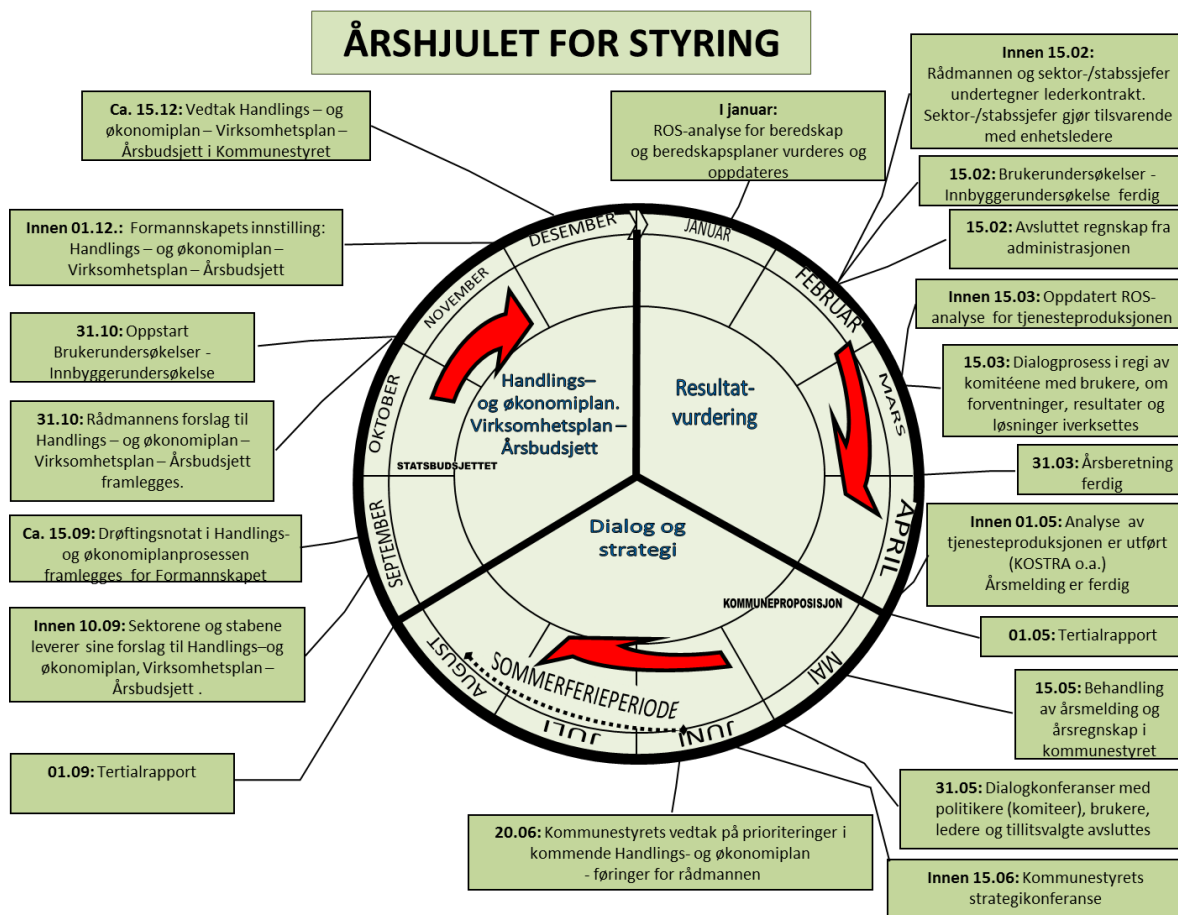 ÅRSHJULET FOR STYRING
Ca. 15.12: Vedtak Handlings – og
økonomiplan – Virksomhetsplan –
Årsbudsjett i Kommunestyret
I januar:
ROS-analyse for beredskap
og beredskapsplaner vurderes og
oppdateres
Innen 15.02:
Rådmannen og sektor-/stabssjefer
undertegner lederkontrakt.
Sektor-/stabssjefer gjør tilsvarende
med enhetsledere
15.02: Brukerundersøkelser -
Innbyggerundersøkelse ferdig
15.02: Avsluttet regnskap fra
administrasjonen
Innen 15.03: Oppdatert ROS-
analyse for tjenesteproduksjonen
15.03: Dialogprosess i regi av
komitéene med brukere, om
forventninger, resultater og
løsninger iverksettes
31.03: Årsberetning
ferdig
Innen 01.05: Analyse av
tjenesteproduksjonen er utført
(KOSTRA o.a.)
Årsmelding er ferdig
01.05: Tertialrapport
15.05: Behandling
av årsmelding og
årsregnskap i
kommunestyret
31.05: Dialogkonferanser med
politikere (komiteer), brukere,
ledere og tillitsvalgte avsluttes
Innen 15.06: Kommunestyrets
strategikonferanse
20.06: Kommunestyrets vedtak på prioriteringer i
kommende Handlings- og økonomiplan
- føringer for rådmannen
01.09: Tertialrapport
Innen 10.09: Sektorene og stabene
leverer sine forslag til Handlings–og
økonomiplan, Virksomhetsplan –
Årsbudsjett .
Ca. 15.09: Drøftingsnotat i Handlings-
og økonomiplanprosessen
framlegges for Formannskapet
31.10: Rådmannens forslag til
Handlings – og økonomiplan –
Virksomhetsplan – Årsbudsjett
framlegges.
31.10: Oppstart
Brukerundersøkelser -
Innbyggerundersøkelse
Innen 01.12.: Formannskapets innstilling:
Handlings – og økonomiplan –
Virksomhetsplan – Årsbudsjett
JANUAR
FEBRUAR
MARS
APRIL
MAI
JUNI
JULI
AUGUST
SEPTEMBER
OKTOBER
NOVEMBER
DESEMBER
Handlings–
og økonomiplan.
Virksomhetsplan –
Årsbudsjett
Resultat-
vurdering
Dialog og
strategi
STATSBUDSJETTET
KOMMUNEPROPOSISJON
SOMMERFERIEPERIODE